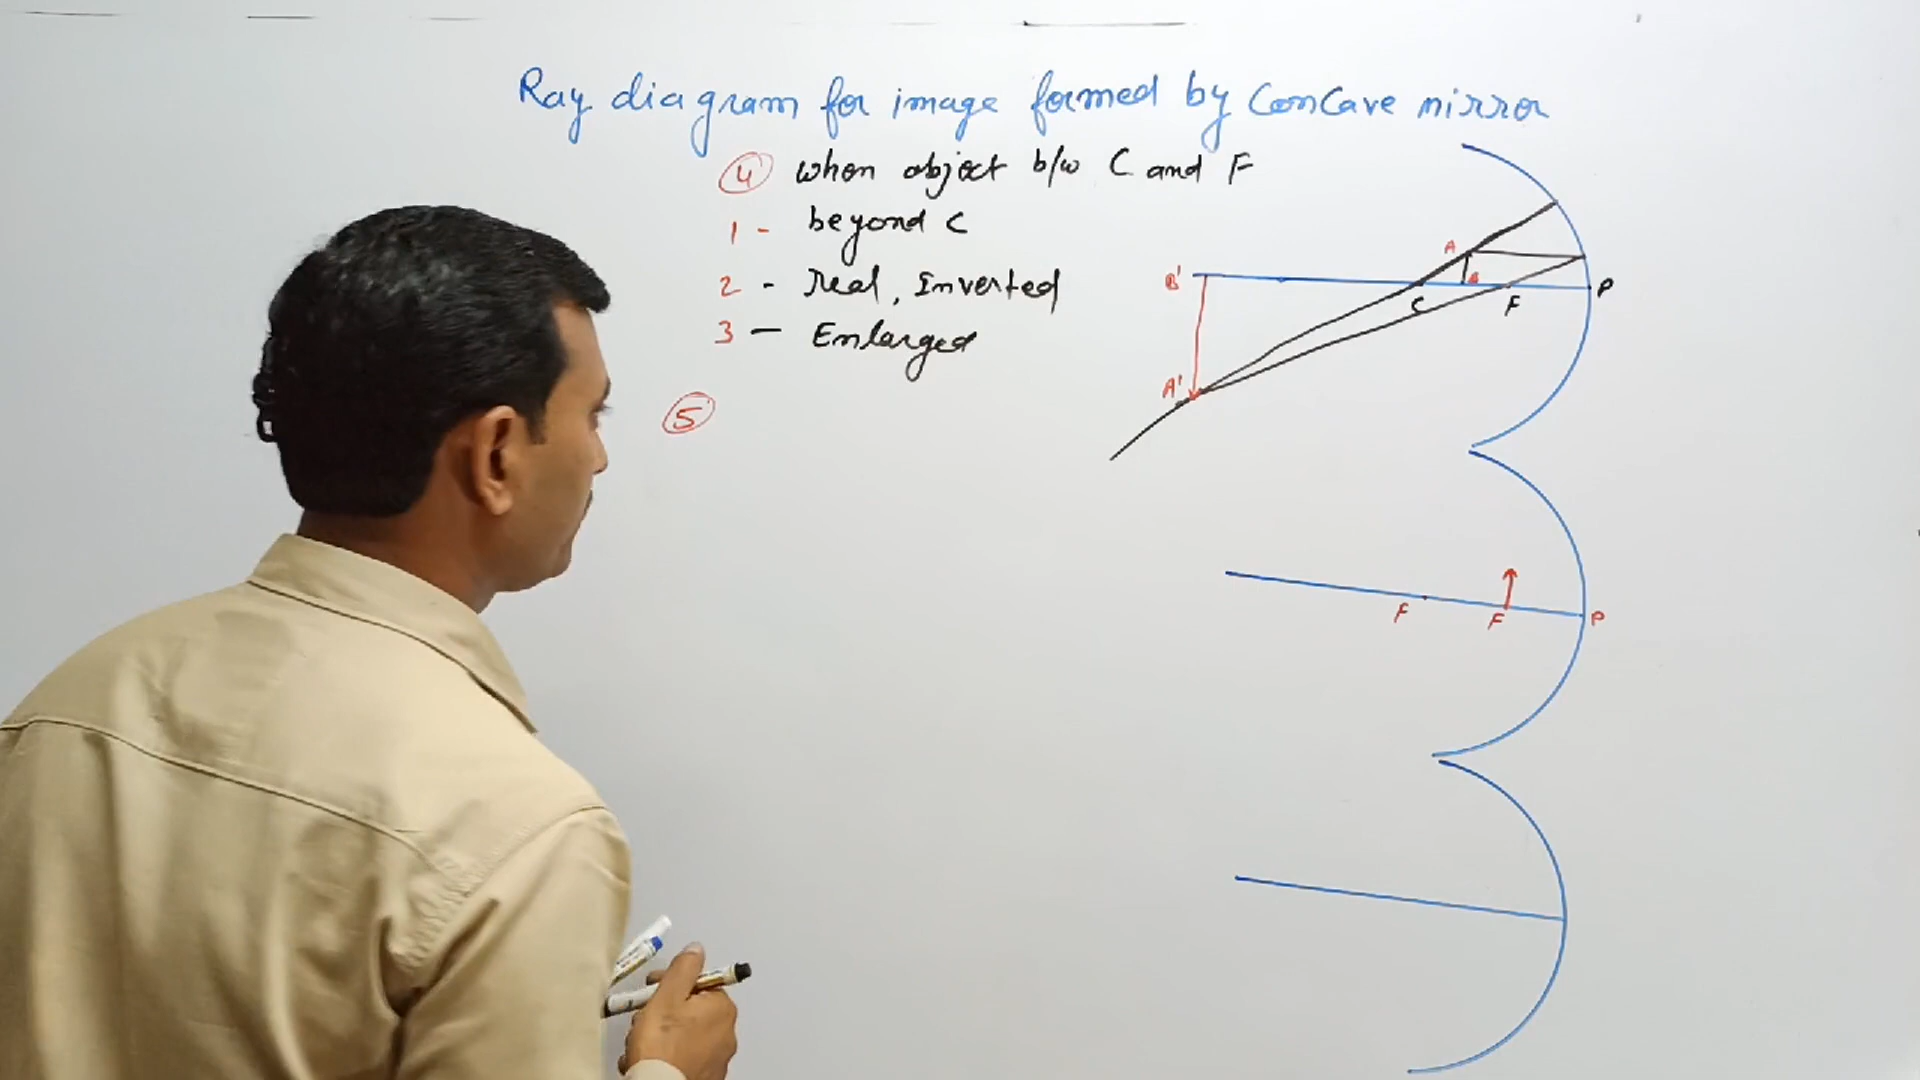 Ray diagram for image formed by Concave mirror
4 when object b/w C and F
1 - beyond C
2 - real, Inverted
3 - Enlarged
5
A
B' B
C F P
A'
F F P